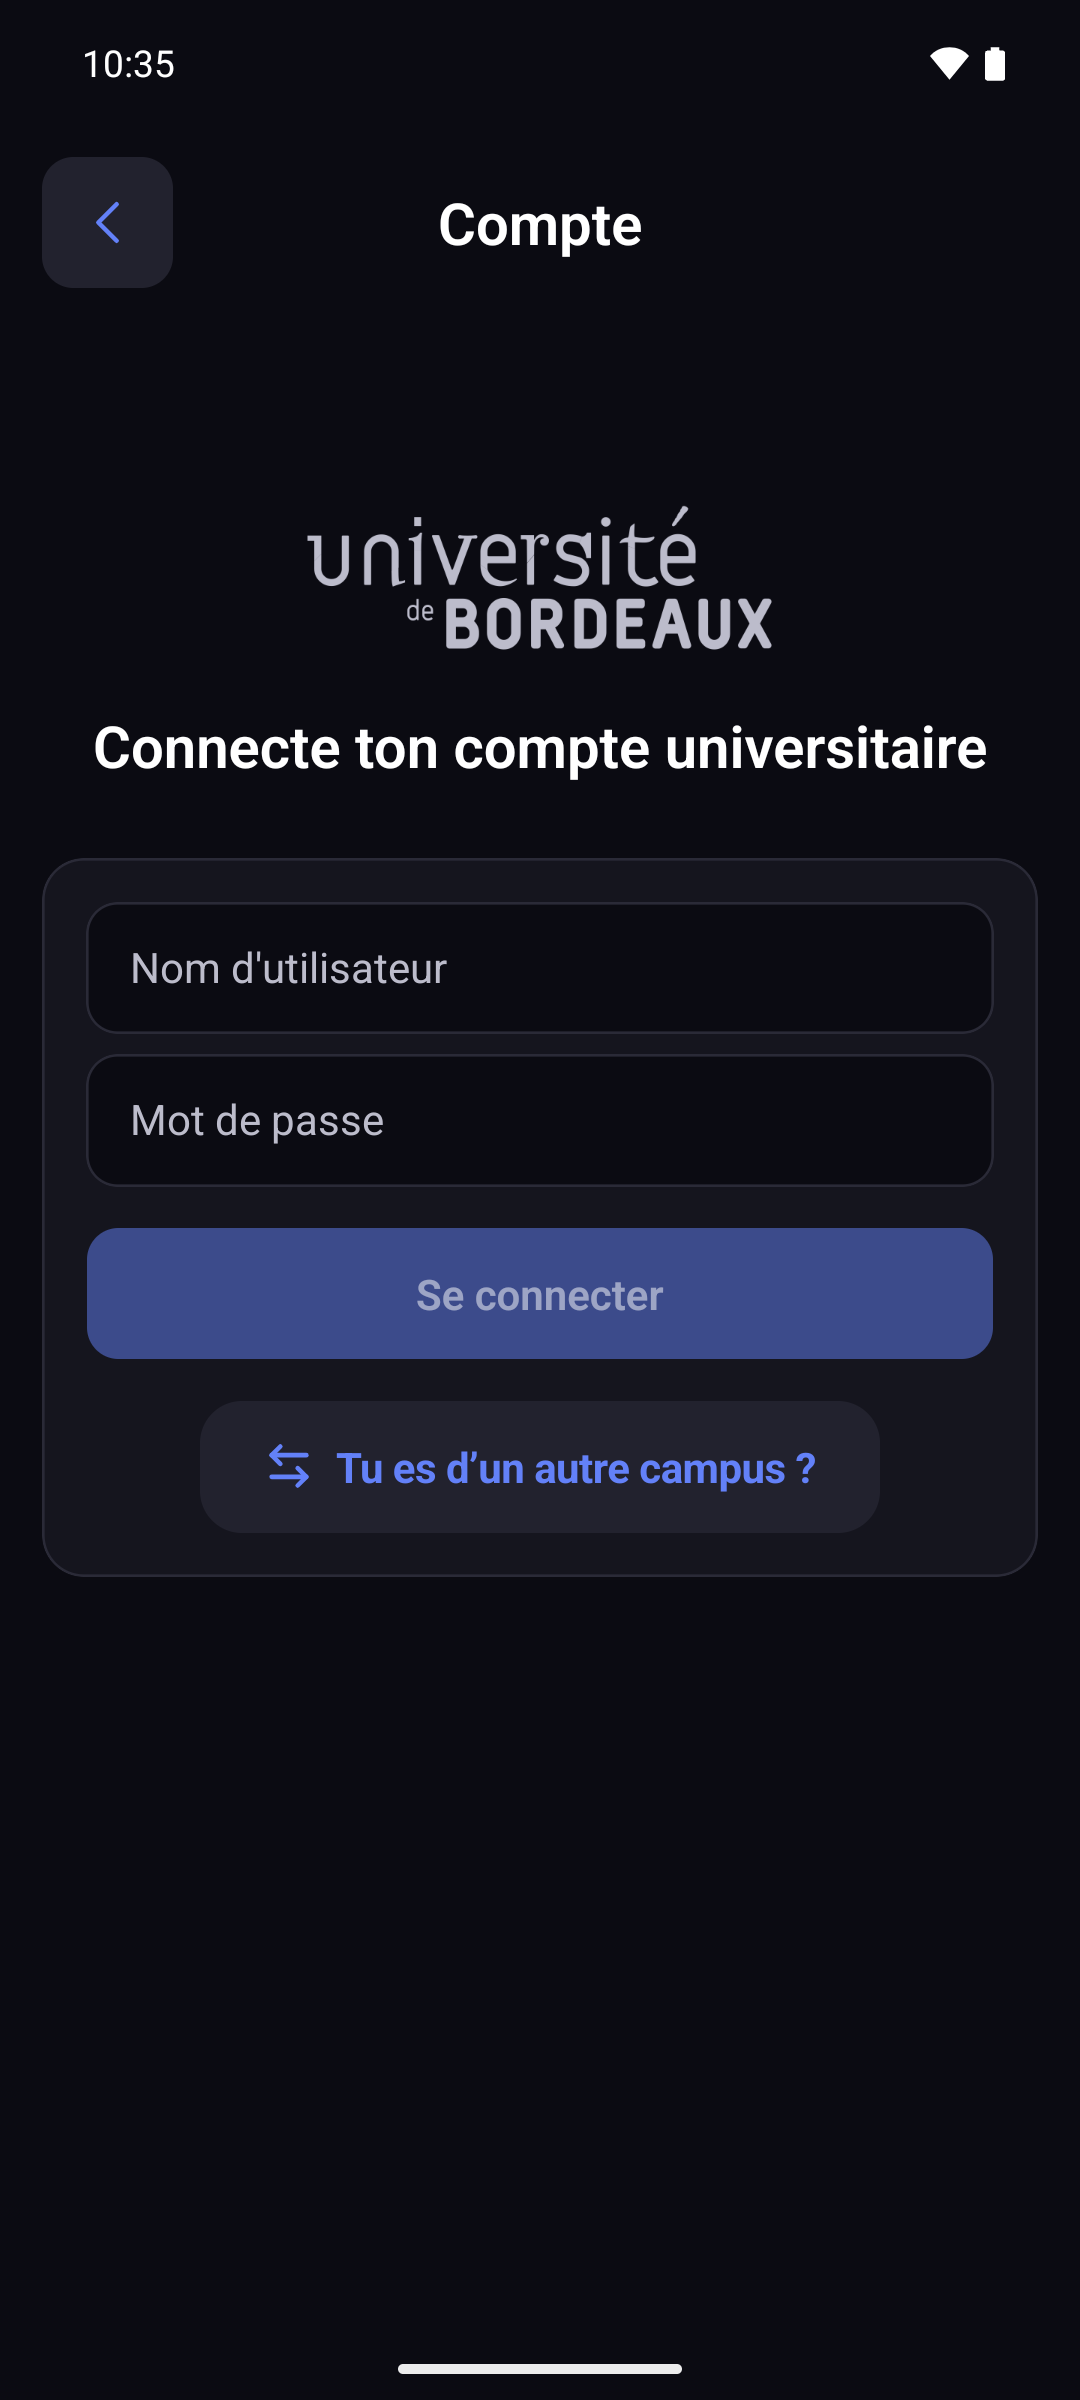 10:35
Compte
université
de BORDEAUX
Connecte ton compte universitaire
Nom d'utilisateur
Mot de passe
Se connecter
Tu es d’un autre campus ?